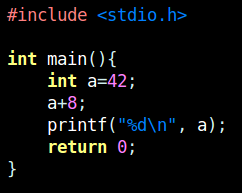 #include <stdio.h>

int main(){
    int a=42;
    a+8;
    printf("%d\n", a);
    return 0;
}